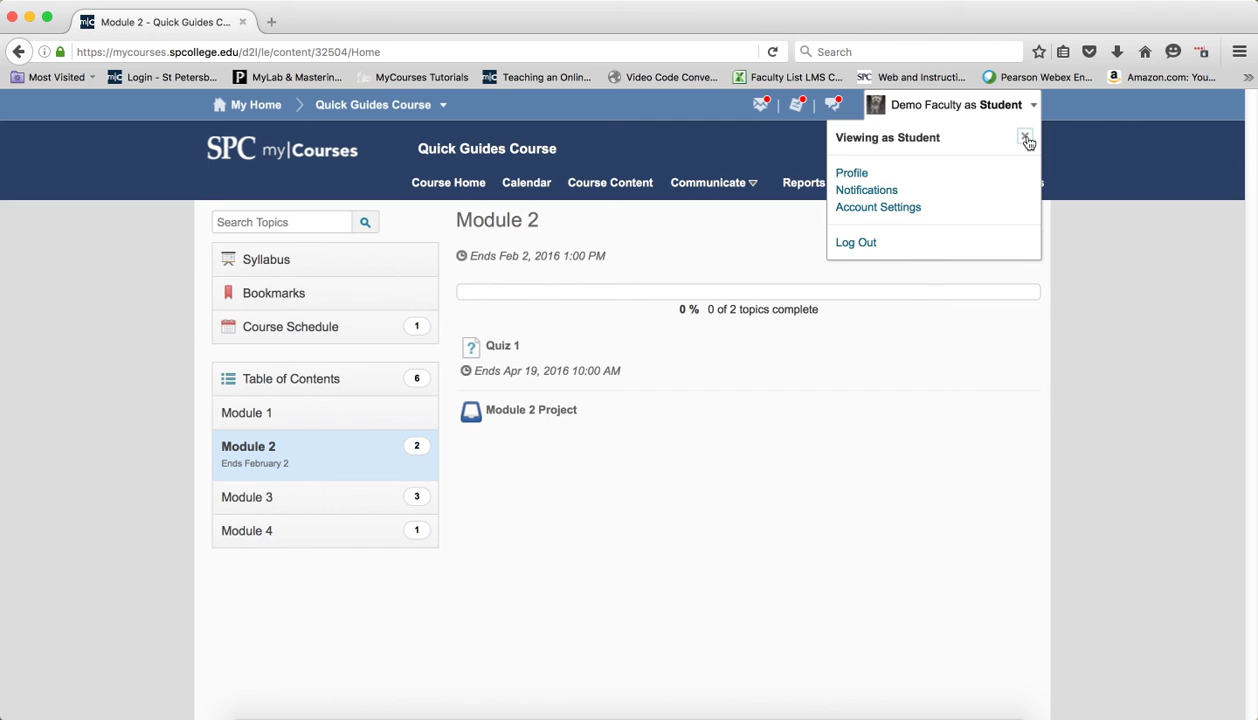 Module 2 - Quick Guides C...
https://mycourses.spcollege.edu/d2l/le/content/32504/Home
Search
Most Visited
Login - St Petersb...
MyLab & Masterin...
MyCourses Tutorials
Teaching an Onlin...
Video Code Conve...
Faculty List LMS C...
Web and Instructi...
Pearson Webex En...
Amazon.com: You...
My Home
Quick Guides Course
Demo Faculty as Student
Viewing as Student
SPC my|Courses
Quick Guides Course
Course Home
Calendar
Course Content
Communicate
Reports
Profile
Notifications
Account Settings
Log Out
Search Topics
Syllabus
Bookmarks
Course Schedule 1
Table of Contents 6
Module 1
Module 2 2
Ends February 2
Module 3 3
Module 4 1
Module 2
Ends Feb 2, 2016 1:00 PM
0 % 0 of 2 topics complete
Quiz 1
Ends Apr 19, 2016 10:00 AM
Module 2 Project